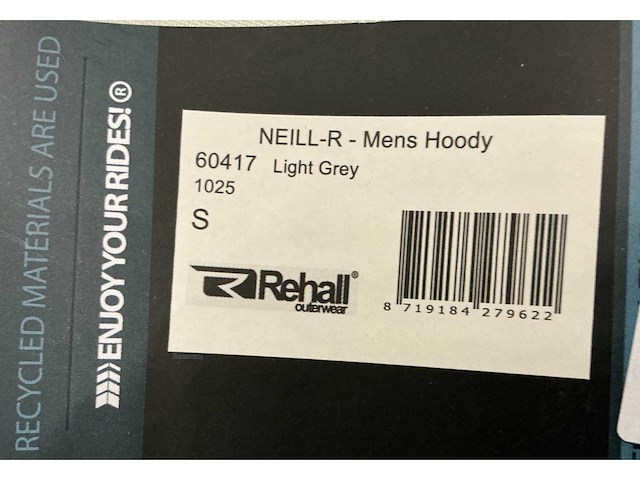 RECYCLED MATERIALS ARE USED
ENJOY YOUR RIDES!®
NEILL-R - Mens Hoody
60417 Light Grey
1025
S
Rehall®
outerwear
8 719184 279622